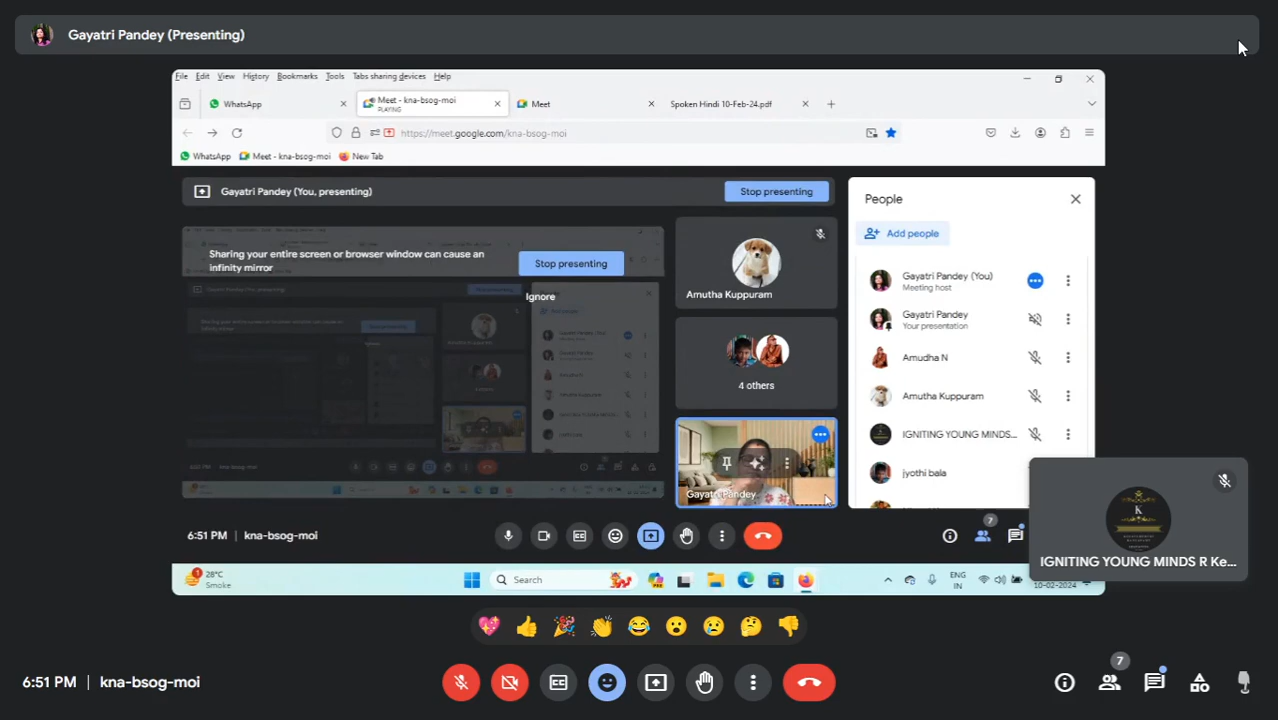 Gayatri Pandey (Presenting)
File Edit View History Bookmarks Tools Tabs sharing devices Help
WhatsApp
Meet - kna-bsog-moi
PLAYING
Meet
Spoken Hindi 10-Feb-24.pdf
https://meet.google.com/kna-bsog-moi
WhatsApp Meet - kna-bsog-moi New Tab
Gayatri Pandey (You, presenting)
Stop presenting
Sharing your entire screen or browser window can cause an
infinity mirror
Stop presenting
Ignore
Amutha Kuppuram
4 others
Gayatri Pandey
People
Add people
Gayatri Pandey (You)
Meeting host
Gayatri Pandey
Your presentation
Amudha N
Amutha Kuppuram
IGNITING YOUNG MINDS...
jyothi bala
K
IGNITING YOUNG MINDS R Ke...
6:51 PM kna-bsog-moi
7
1
28°C
Smoke
Search
ENG
IN
10-02-2024
6:51 PM | kna-bsog-moi
7